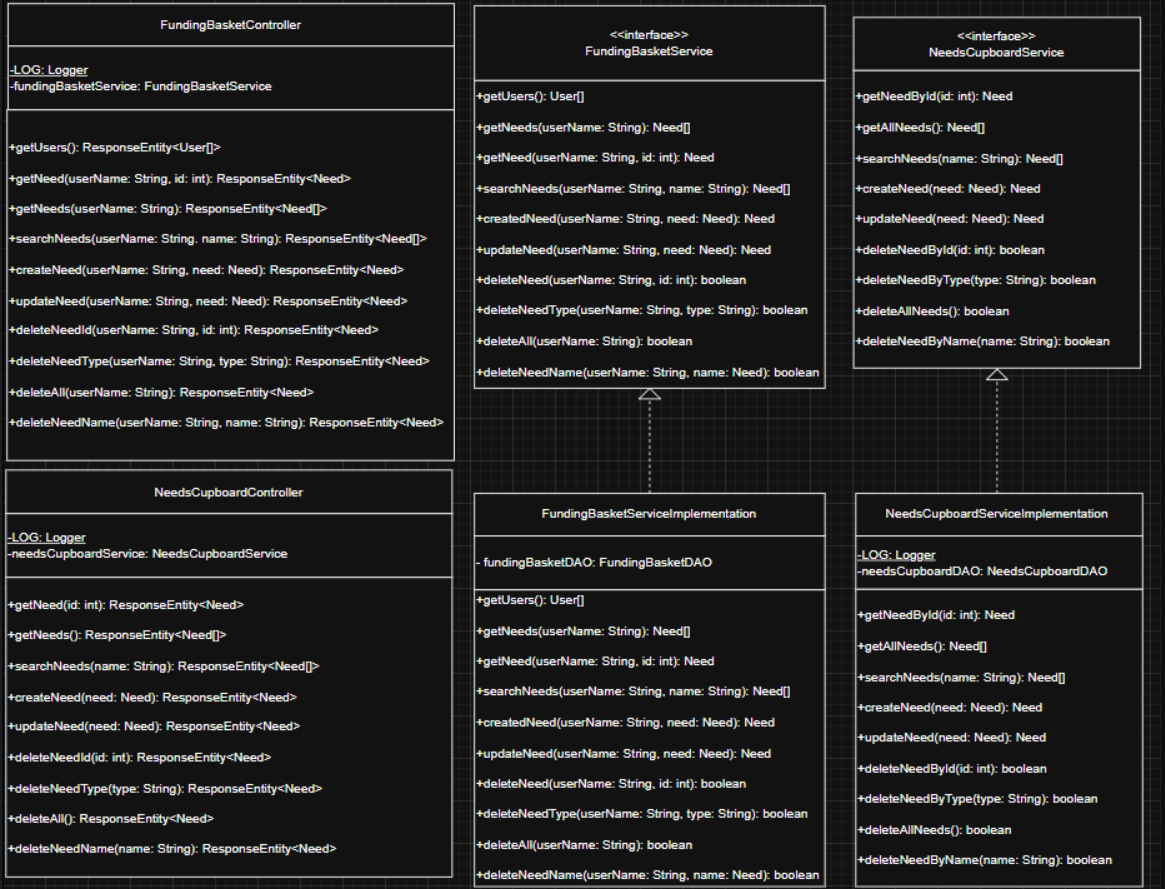 FundingBasketController
-LOG: Logger
-fundingBasketService: FundingBasketService
+getUsers(): ResponseEntity<User[]>
+getNeed(userName: String, id: int): ResponseEntity<Need>
+getNeeds(userName: String): ResponseEntity<Need[]>
+searchNeeds(userName: String. name: String): ResponseEntity<Need[]>
+createNeed(userName: String, need: Need): ResponseEntity<Need>
+updateNeed(userName: String, need: Need): ResponseEntity<Need>
+deleteNeedId(userName: String, id: int): ResponseEntity<Need>
+deleteNeedType(userName: String, type: String): ResponseEntity<Need>
+deleteAll(userName: String): ResponseEntity<Need>
+deleteNeedName(userName: String, name: String): ResponseEntity<Need>
<<interface>>
FundingBasketService
+getUsers(): User[]
+getNeeds(userName: String): Need[]
+getNeed(userName: String, id: int): Need
+searchNeeds(userName: String, name: String): Need[]
+createdNeed(userName: String, need: Need): Need
+updateNeed(userName: String, need: Need): Need
+deleteNeed(userName: String, id: int): boolean
+deleteNeedType(userName: String, type: String): boolean
+deleteAll(userName: String): boolean
+deleteNeedName(userName: String, name: Need): boolean
<<interface>>
NeedsCupboardService
+getNeedById(id: int): Need
+getAllNeeds(): Need[]
+searchNeeds(name: String): Need[]
+createNeed(need: Need): Need
+updateNeed(need: Need): Need
+deleteNeedById(id: int): boolean
+deleteNeedByType(type: String): boolean
+deleteAllNeeds(): boolean
+deleteNeedByName(name: String): boolean
NeedsCupboardController
-LOG: Logger
-needsCupboardService: NeedsCupboardService
+getNeed(id: int): ResponseEntity<Need>
+getNeeds(): ResponseEntity<Need[]>
+searchNeeds(name: String): ResponseEntity<Need[]>
+createNeed(need: Need): ResponseEntity<Need>
+updateNeed(need: Need): ResponseEntity<Need>
+deleteNeedId(id: int): ResponseEntity<Need>
+deleteNeedType(type: String): ResponseEntity<Need>
+deleteAll(): ResponseEntity<Need>
+deleteNeedName(name: String): ResponseEntity<Need>
FundingBasketServiceImplementation
- fundingBasketDAO: FundingBasketDAO
+getUsers(): User[]
+getNeeds(userName: String): Need[]
+getNeed(userName: String, id: int): Need
+searchNeeds(userName: String, name: String): Need[]
+createdNeed(userName: String, need: Need): Need
+updateNeed(userName: String, need: Need): Need
+deleteNeed(userName: String, id: int): boolean
+deleteNeedType(userName: String, type: String): boolean
+deleteAll(userName: String): boolean
+deleteNeedName(userName: String, name: Need): boolean
NeedsCupboardServiceImplementation
-LOG: Logger
-needsCupboardDAO: NeedsCupboardDAO
+getNeedById(id: int): Need
+getAllNeeds(): Need[]
+searchNeeds(name: String): Need[]
+createNeed(need: Need): Need
+updateNeed(need: Need): Need
+deleteNeedById(id: int): boolean
+deleteNeedByType(type: String): boolean
+deleteAllNeeds(): boolean
+deleteNeedByName(name: String): boolean